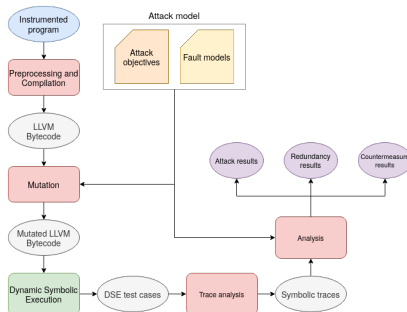 Instrumented
program
Attack model
Attack
objectives
Fault models
Preprocessing and
Compilation
LLVM
Bytecode
Mutation
Attack results
Redundancy
results
Countermeasure
results
Mutated LLVM
Bytecode
Analysis
Dynamic Symbolic
Execution
DSE test cases
Trace analysis
Symbolic traces